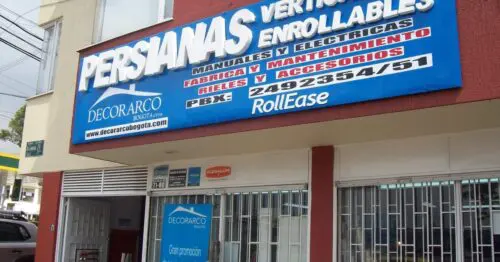 PERSIANAS
ENROLLABLES
MANUALES Y ELECTRICAS
FABRICA Y MANTENIMIENTO
RIELES Y ACCESORIOS
PBX: 2492354/51
RollEase
DECORARCO
www.decorarcobogota.com
DECORARCO
Gran promoción